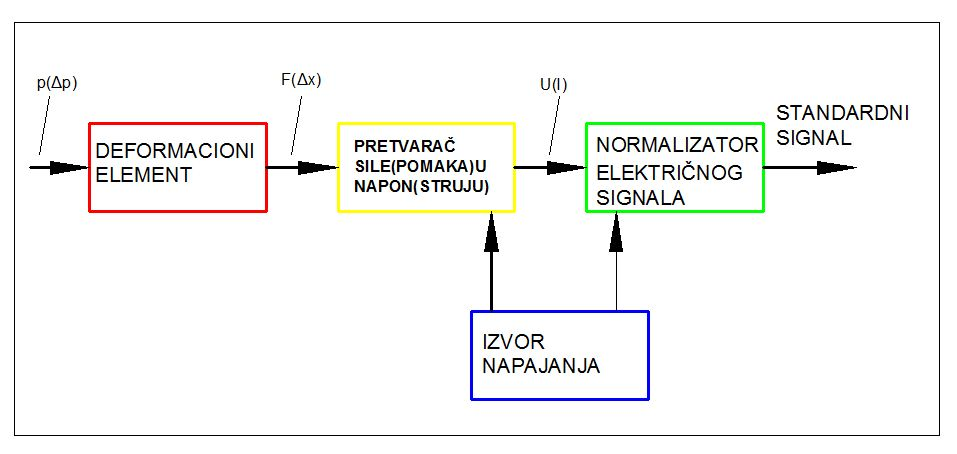 p(Δp)
F(Δx)
U(I)
STANDARDNI
SIGNAL
DEFORMACIONI
ELEMENT
PRETVARAČ
SILE(POMAKA)U
NAPON(STRUJU)
NORMALIZATOR
ELEKTRIČNOG
SIGNALA
IZVOR
NAPAJANJA